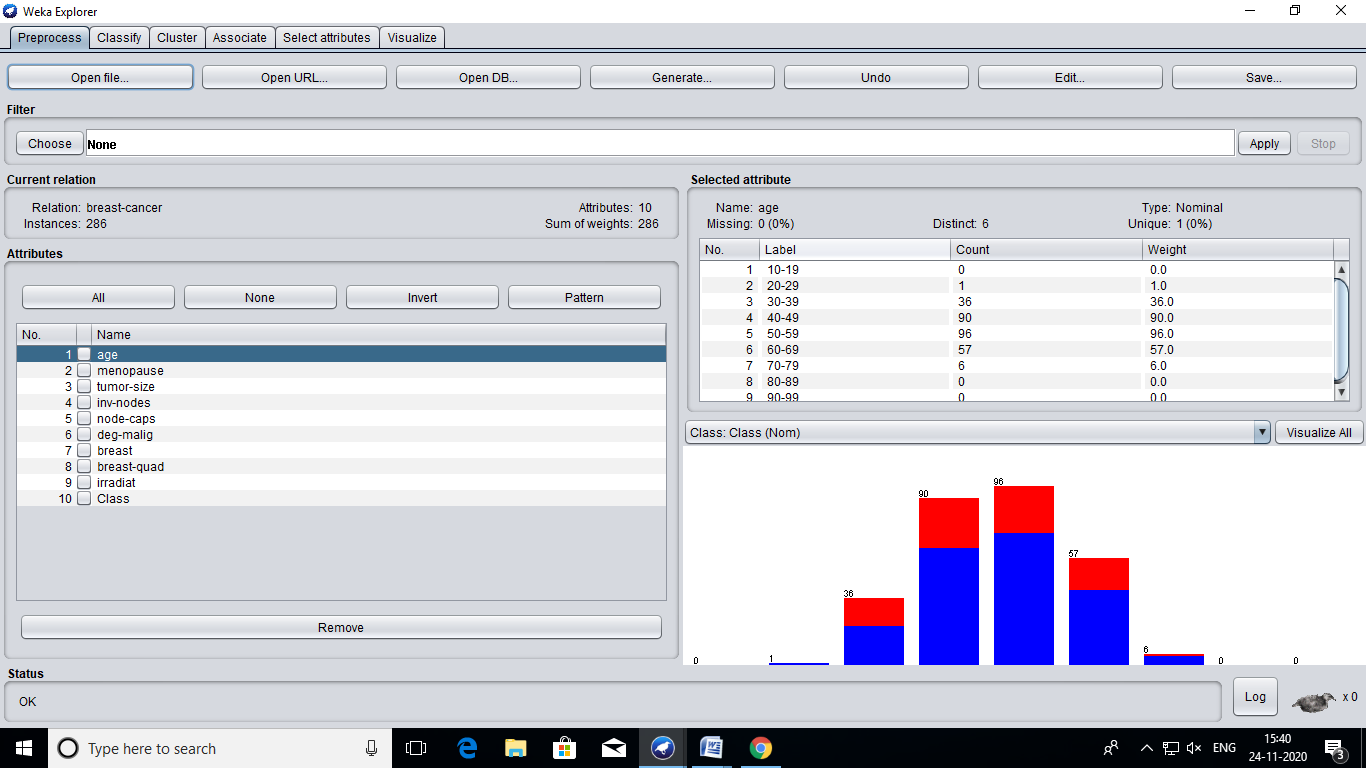 Weka Explorer
Preprocess Classify Cluster Associate Select attributes Visualize
Open file... Open URL... Open DB... Generate... Undo Edit... Save...
Filter
Choose None Apply Stop
Current relation
Relation: breast-cancer Attributes: 10
Instances: 286 Sum of weights: 286
Attributes
All None Invert Pattern
No. Name
1 age
2 menopause
3 tumor-size
4 inv-nodes
5 node-caps
6 deg-malig
7 breast
8 breast-quad
9 irradiat
10 Class
Remove
Selected attribute
Name: age Type: Nominal
Missing: 0 (0%) Distinct: 6 Unique: 1 (0%)
No. Label Count Weight
1 10-19 0 0.0
2 20-29 1 1.0
3 30-39 36 36.0
4 40-49 90 90.0
5 50-59 96 96.0
6 60-69 57 57.0
7 70-79 6 6.0
8 80-89 0 0.0
9 90-99 0 0.0
Class: Class (Nom) Visualize All
0 1 36 90 96 57 6 0 0
Status
OK Log x 0
Type here to search
ENG 15:40
24-11-2020 3